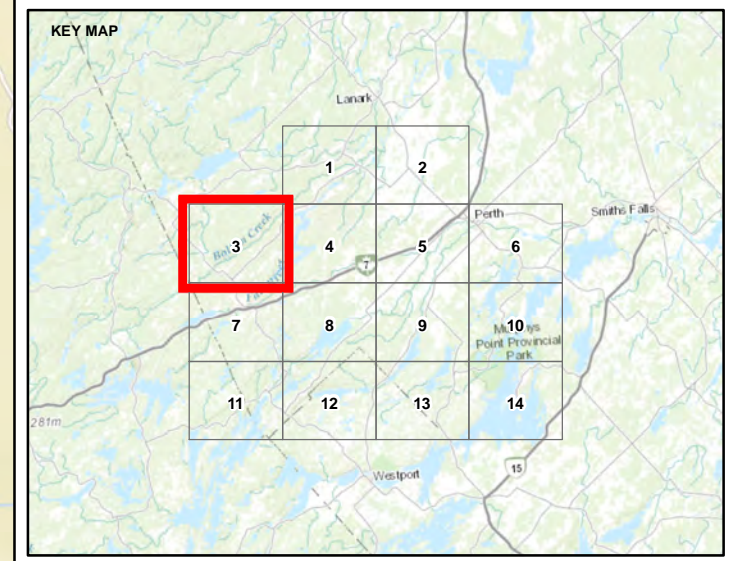 KEY MAP
Lanark
1 2
Perth
Smiths Falls
3 4 5 6
Creek
7
7 8 9 10
Point Provincial
Park
281m
11 12 13 14
Westport
15